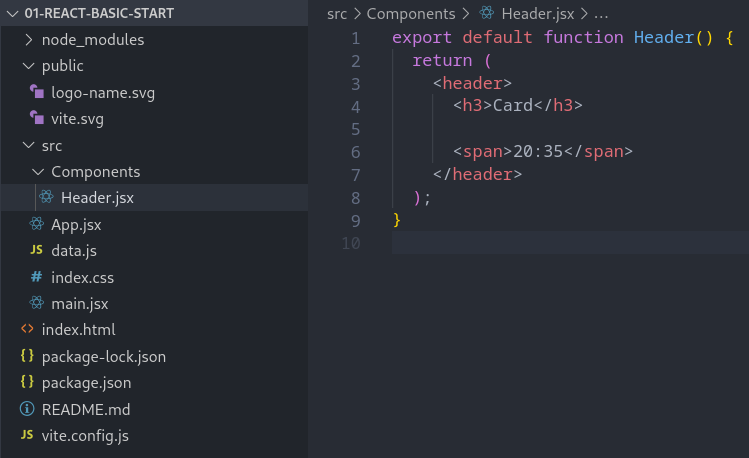 01-REACT-BASIC-START
node_modules
public
logo-name.svg
vite.svg
src
Components
Header.jsx
App.jsx
JS data.js
# index.css
main.jsx
<> index.html
{} package-lock.json
{} package.json
README.md
JS vite.config.js
src > Components > Header.jsx > ...
1 export default function Header() {
2 return (
3 <header>
4 <h3>Card</h3>
5
6 <span>20:35</span>
7 </header>
8 );
9 }
10